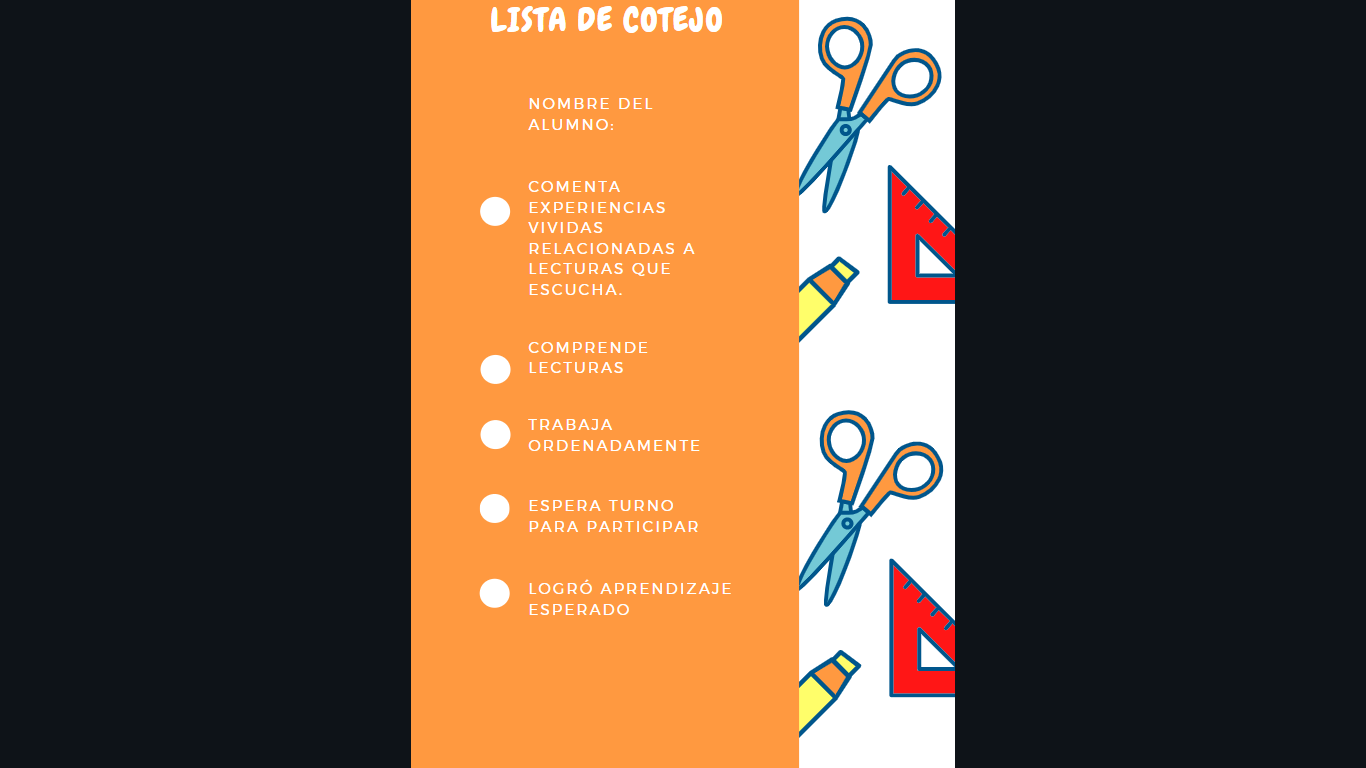 LISTA DE COTEJO
NOMBRE DEL
ALUMNO:
COMENTA
EXPERIENCIAS
VIVIDAS
RELACIONADAS A
LECTURAS QUE
ESCUCHA.
COMPRENDE
LECTURAS
TRABAJA
ORDENADAMENTE
ESPERA TURNO
PARA PARTICIPAR
LOGRÓ APRENDIZAJE
ESPERADO